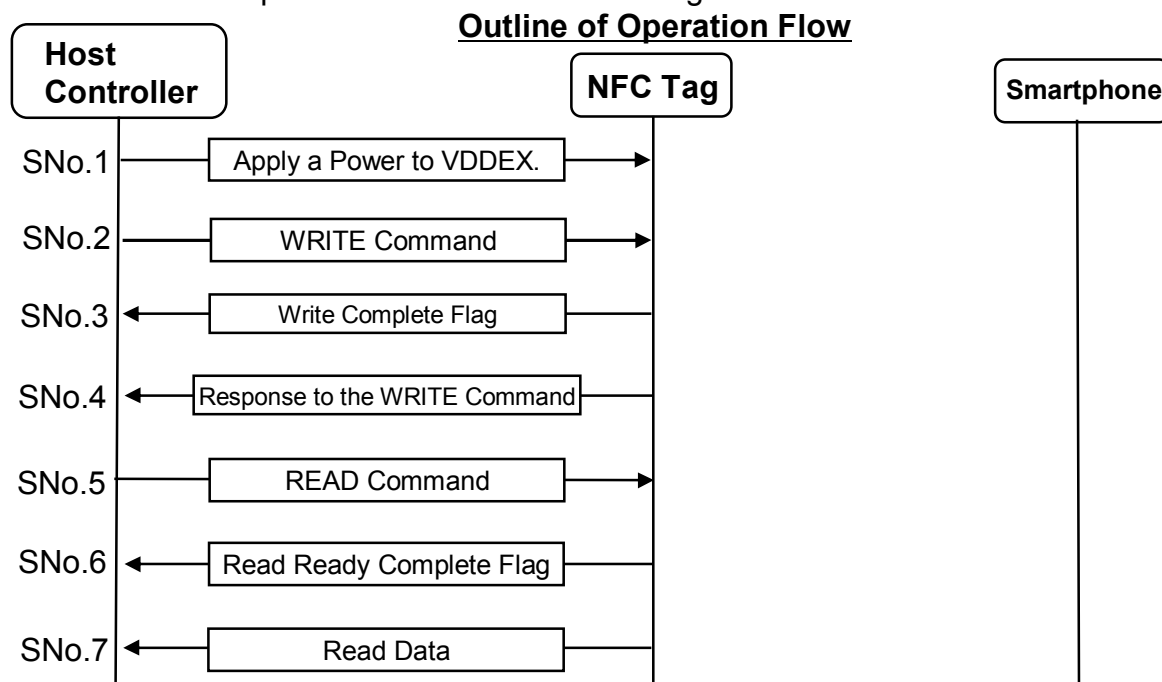 Outline of Operation Flow
Host
Controller
NFC Tag
Smartphone
SNo.1
Apply a Power to VDDEX.
SNo.2
WRITE Command
SNo.3
Write Complete Flag
SNo.4
Response to the WRITE Command
SNo.5
READ Command
SNo.6
Read Ready Complete Flag
SNo.7
Read Data